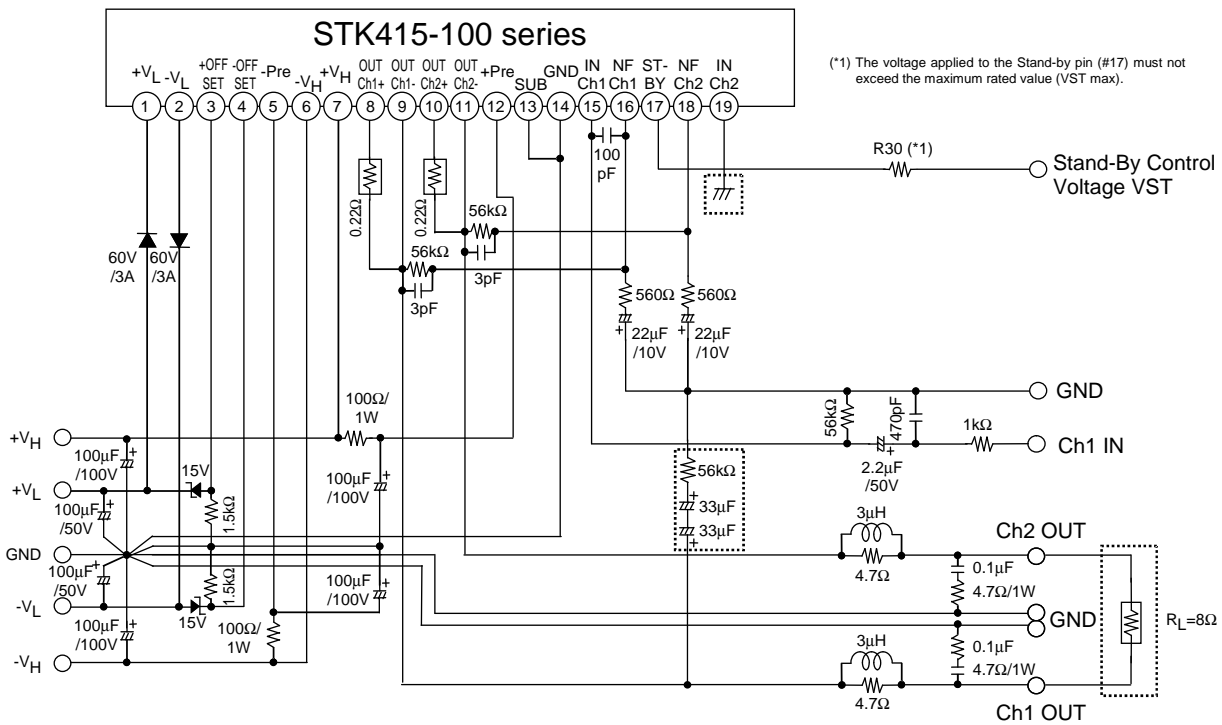 STK415-100 series
+VL
-VL
+OFF
SET
-OFF
SET
-Pre
-VH
+VH
OUT
Ch1+
OUT
Ch1-
OUT
Ch2+
OUT
Ch2-
+Pre
SUB
GND
IN
Ch1
NF
Ch1
ST-
BY
NF
Ch2
IN
Ch2
1
2
3
4
5
6
7
8
9
10
11
12
13
14
15
16
17
18
19
(*1) The voltage applied to the Stand-by pin (#17) must not
exceed the maximum rated value (VST max).
100
pF
R30 (*1)
Stand-By Control
Voltage VST
0.22Ω
0.22Ω
56kΩ
3pF
56kΩ
3pF
60V
/3A
60V
/3A
560Ω
+
22μF
/10V
560Ω
+
22μF
/10V
GND
56kΩ
470pF
1kΩ
Ch1 IN
+
2.2μF
/50V
100Ω/
1W
+VH
100μF
/100V
+
15V
+VL
100μF
/50V
+
1.5kΩ
100μF
/100V
+
GND
100μF
/50V
+
1.5kΩ
100μF
/100V
+
-VL
15V
100μF
/100V
+
100Ω/
1W
-VH
56kΩ
+
33μF
+
33μF
3μH
4.7Ω
Ch2 OUT
0.1μF
4.7Ω/1W
GND
RL=8Ω
0.1μF
4.7Ω/1W
3μH
4.7Ω
Ch1 OUT